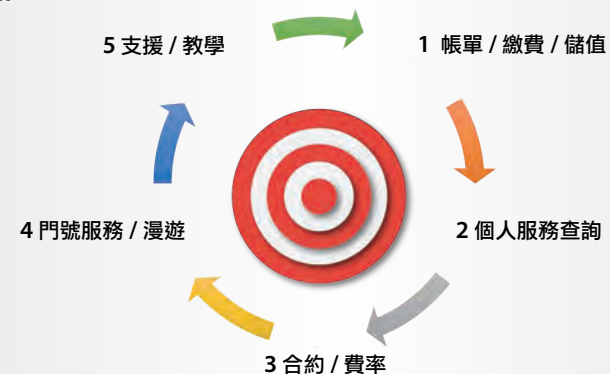 1 帳單 / 繳費 / 儲值
2 個人服務查詢
3 合約 / 費率
4 門號服務 / 漫遊
5 支援 / 教學